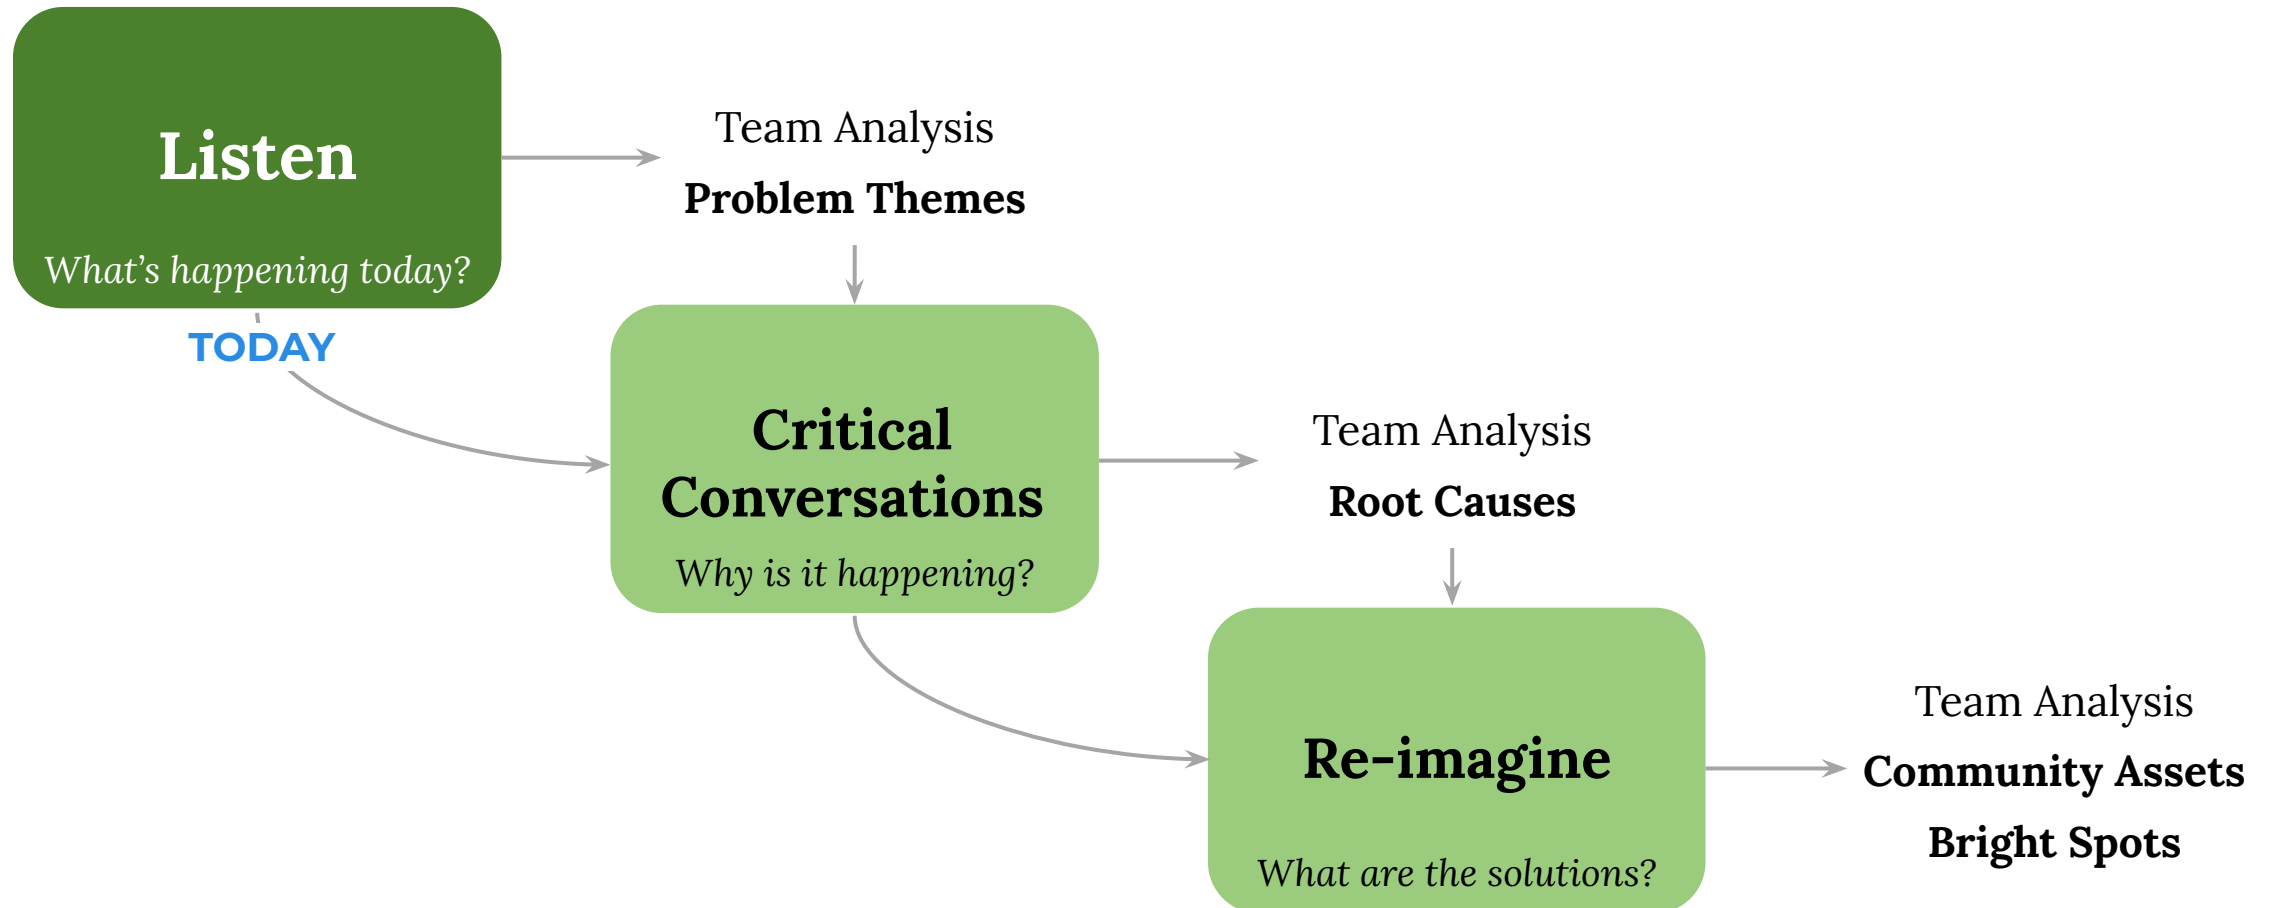 Listen
What's happening today?
Team Analysis
Problem Themes
TODAY
Critical
Conversations
Why is it happening?
Team Analysis
Root Causes
Re-imagine
What are the solutions?
Team Analysis
Community Assets
Bright Spots